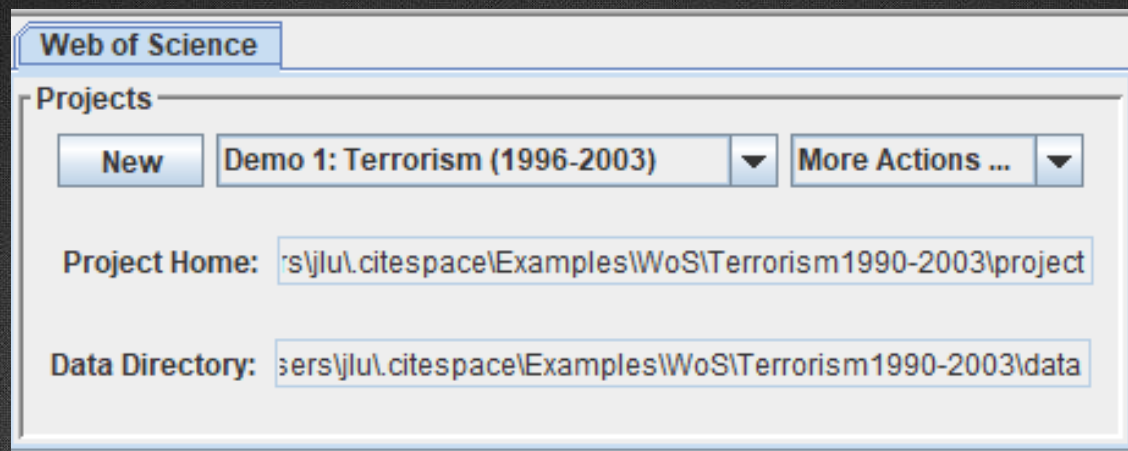 Web of Science
Projects
New Demo 1: Terrorism (1996-2003) More Actions ...
Project Home: rs\jlu\.citespace\Examples\WoS\Terrorism1990-2003\project
Data Directory: sers\jlu\.citespace\Examples\WoS\Terrorism1990-2003\data